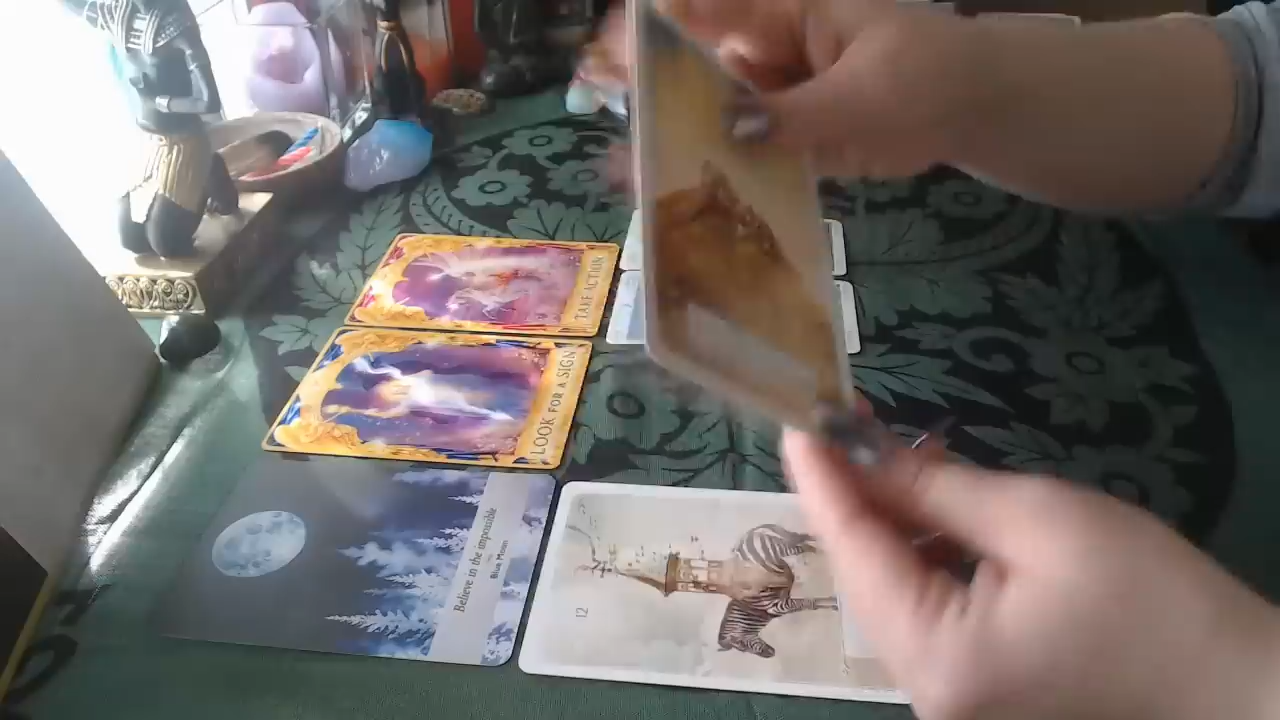 TAKE ACTION
LOOK FOR A SIGN
Believe in the impossible
Blue Moon
12